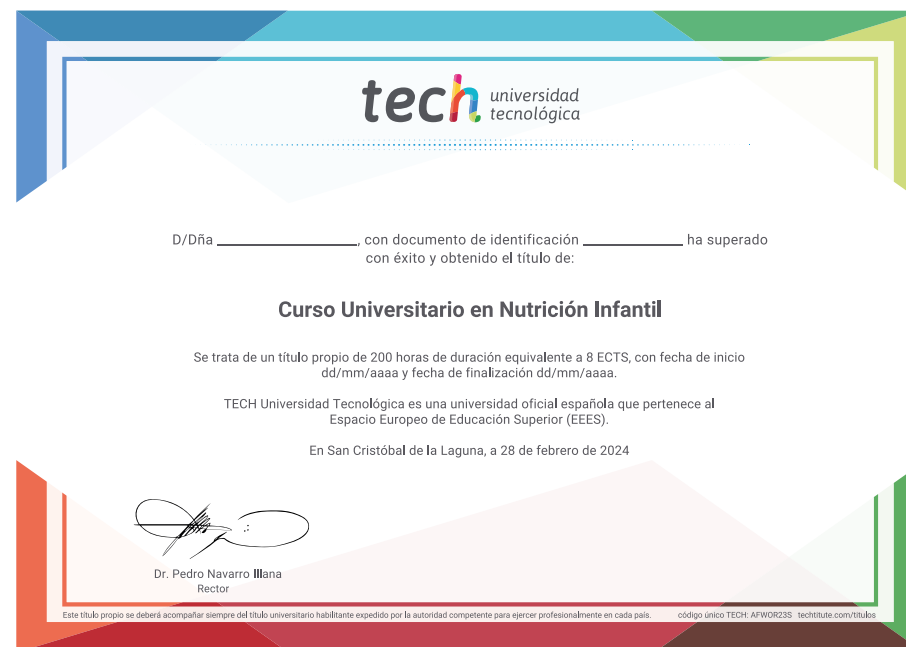 tech universidad
tecnológica
D/Dña ____________, con documento de identificación ____________ ha superado
con éxito y obtenido el título de:
Curso Universitario en Nutrición Infantil
Se trata de un título propio de 200 horas de duración equivalente a 8 ECTS, con fecha de inicio
dd/mm/aaaa y fecha de finalización dd/mm/aaaa.
TECH Universidad Tecnológica es una universidad oficial española que pertenece al
Espacio Europeo de Educación Superior (EEES).
En San Cristóbal de la Laguna, a 28 de febrero de 2024
Dr. Pedro Navarro Illana
Rector
Este título propio se deberá acompañar siempre del título universitario habilitante expedido por la autoridad competente para ejercer profesionalmente en cada país. código único TECH: AFWOR23S techtitute.com/titulos